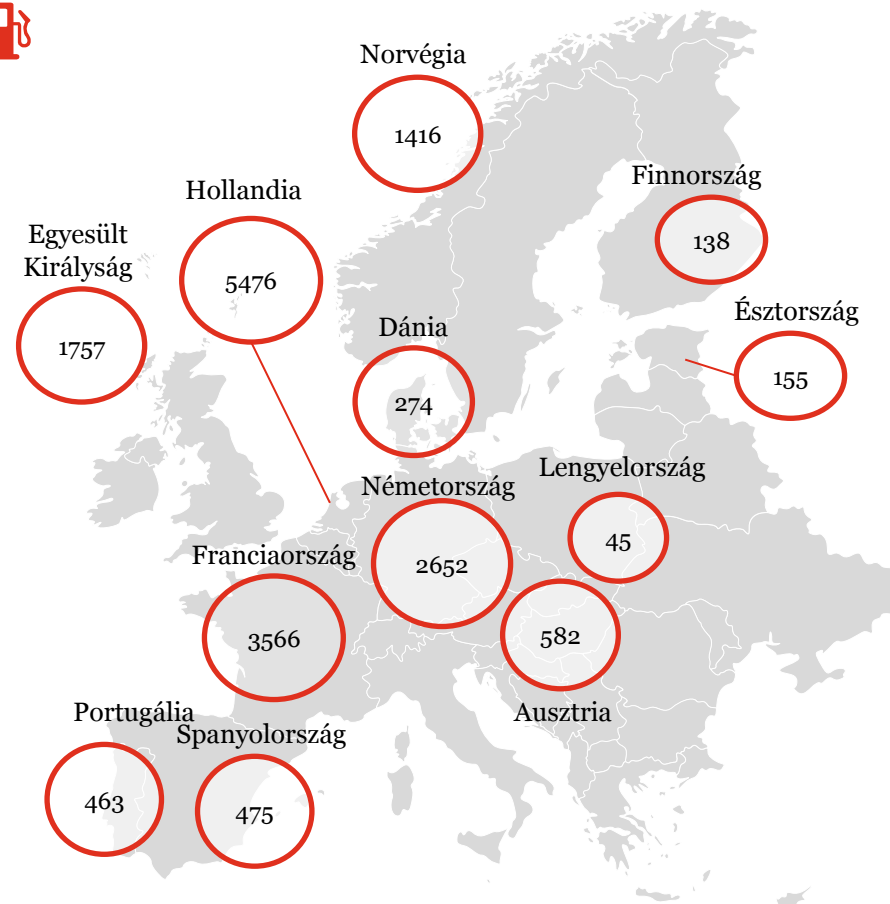 Norvégia
1416
Finnország
138
Hollandia
5476
Egyesült
Királyság
1757
Dánia
274
Észtország
155
Németország
2652
Lengyelország
45
Franciaország
3566
582
Ausztria
Portugália
463
Spanyolország
475